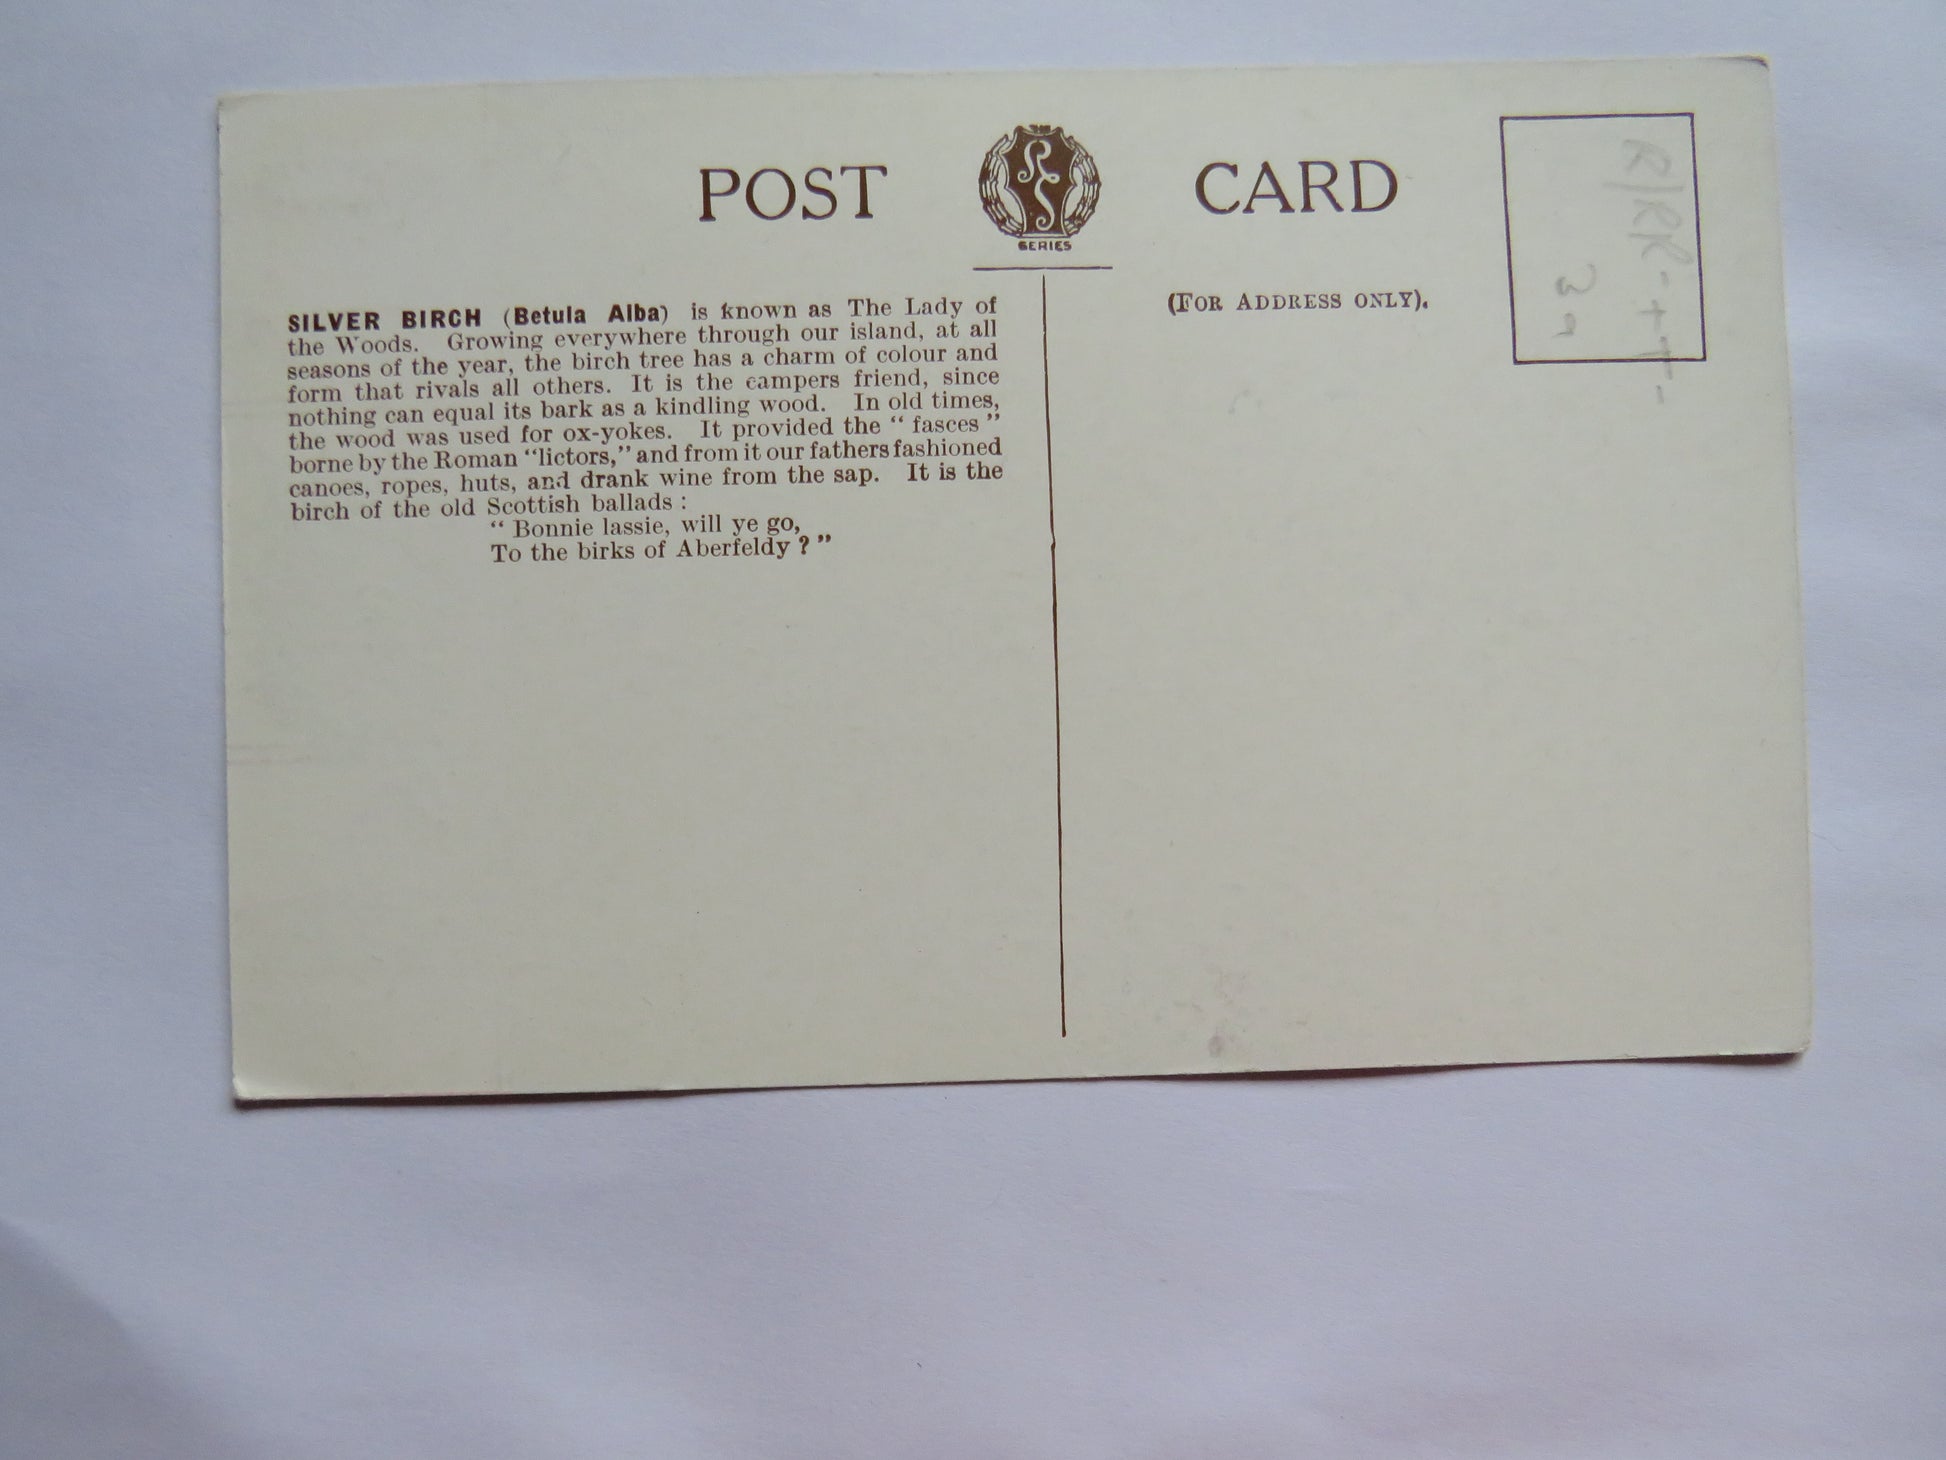 POST CARD
RS
SERIES
(FOR ADDRESS ONLY).
SILVER BIRCH (Betula Alba) is known as The Lady of
the Woods. Growing everywhere through our island, at all
seasons of the year, the birch tree has a charm of colour and
form that rivals all others. It is the campers friend, since
nothing can equal its bark as a kindling wood. In old times,
the wood was used for ox-yokes. It provided the “ fasces ”
borne by the Roman “lictors,” and from it our fathers fashioned
canoes, ropes, huts, and drank wine from the sap. It is the
birch of the old Scottish ballads :
“ Bonnie lassie, will ye go,
To the birks of Aberfeldy ? ”